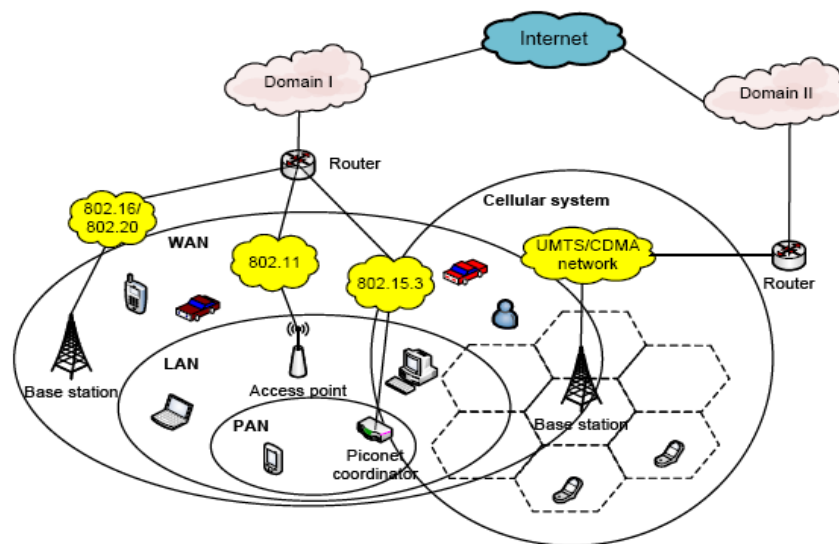 Internet
Domain I
Domain II
Router
Cellular system
802.16/
802.20
WAN
802.11
UMTS/CDMA
network
802.15.3
Router
LAN
Base station
Access point
PAN
Base station
Piconet
coordinator